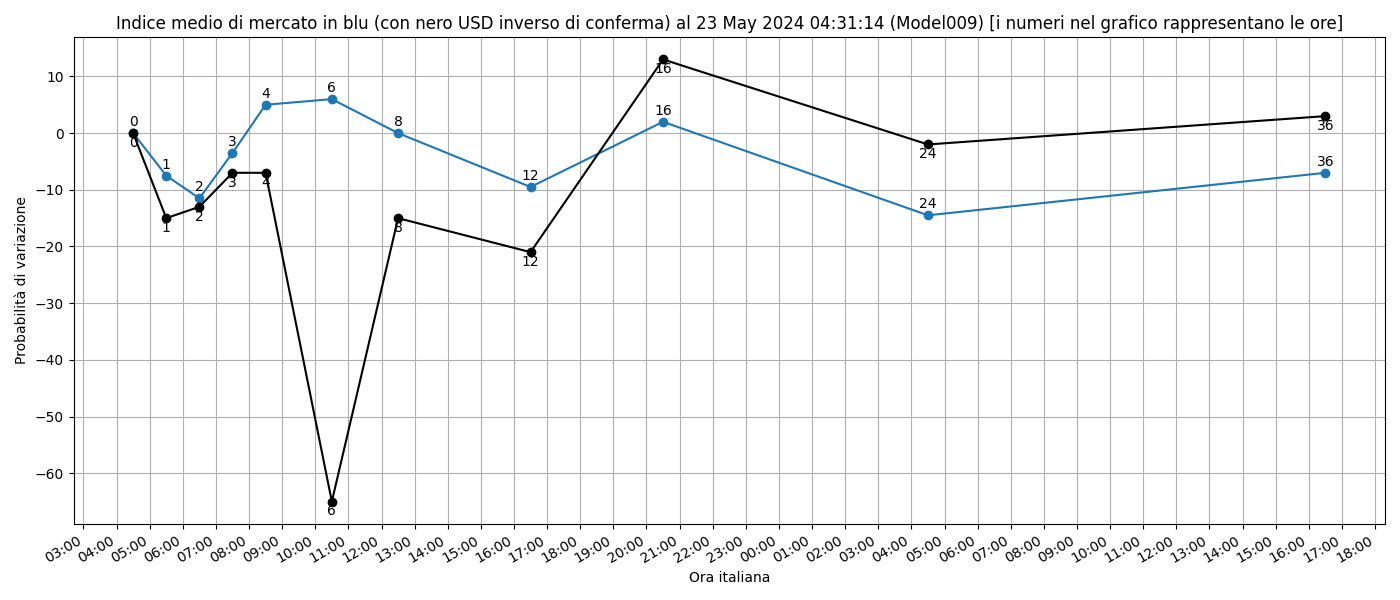 Indice medio di mercato in blu (con nero USD inverso di conferma) al 23 May 2024 04:31:14 (Model009) [i numeri nel grafico rappresentano le ore]
Probabilità di variazione
10
0
−10
−20
−30
−40
−50
−60
0 1 2 3 4 6 8 12 16 24 36
0 1 2 3 4 6 8 12 16 24 36
03:00 04:00 05:00 06:00 07:00 08:00 09:00 10:00 11:00 12:00 13:00 14:00 15:00 16:00 17:00 18:00 19:00 20:00 21:00 22:00 23:00 00:00 01:00 02:00 03:00 04:00 05:00 06:00 07:00 08:00 09:00 10:00 11:00 12:00 13:00 14:00 15:00 16:00 17:00 18:00
Ora italiana